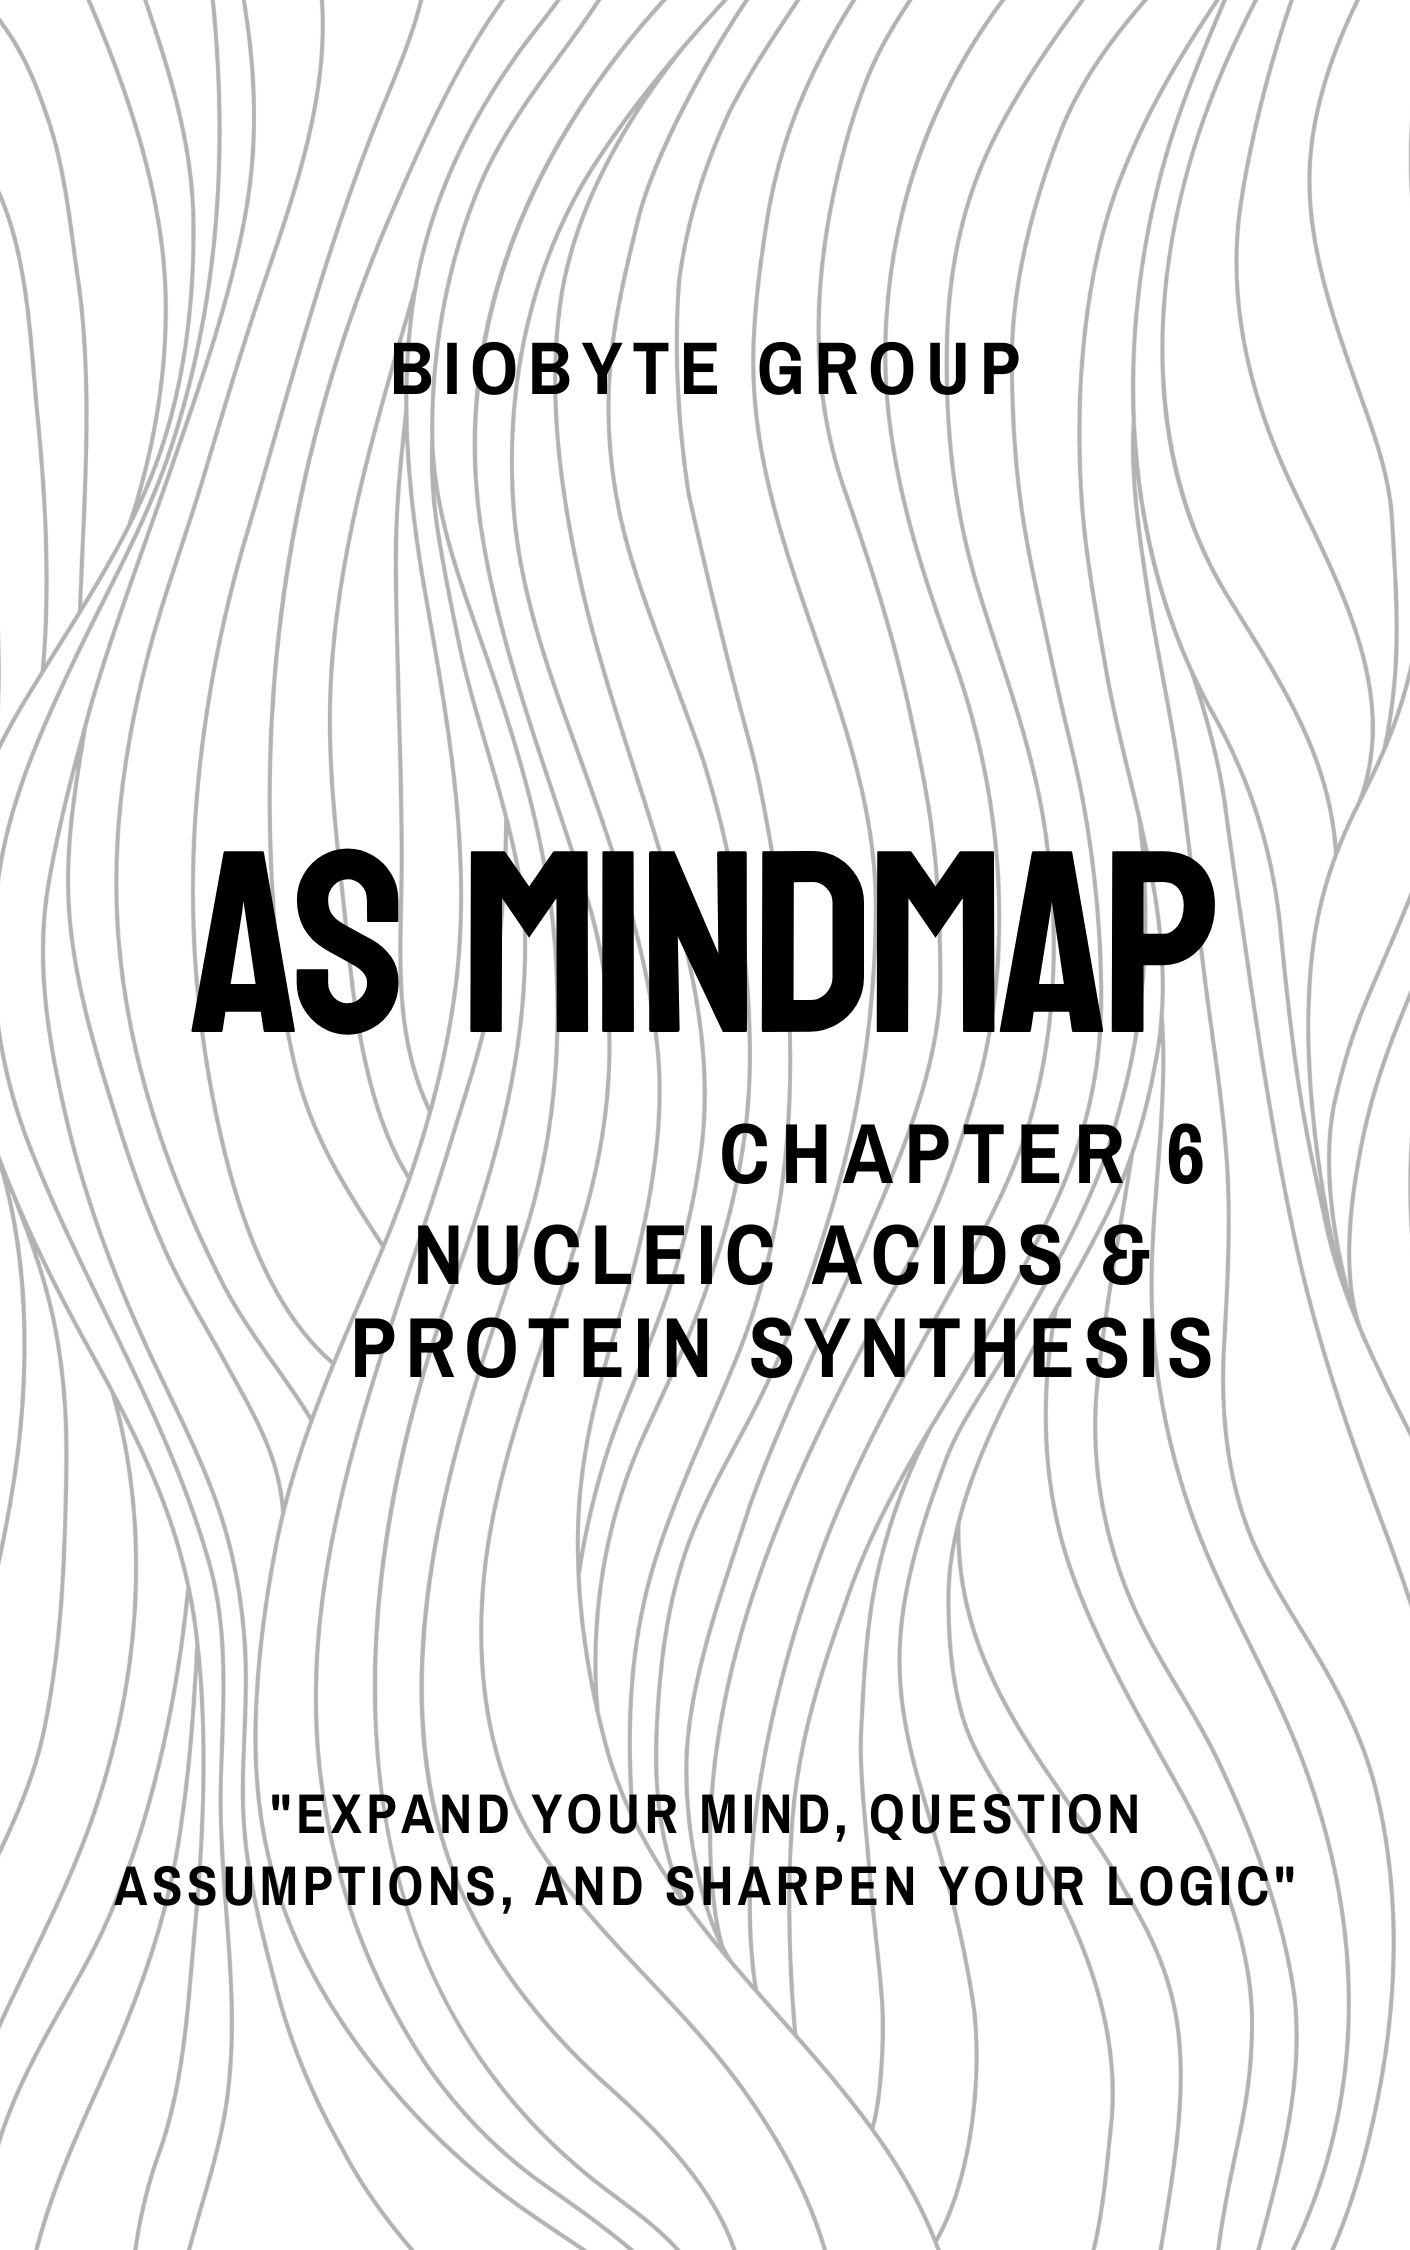 BIOBYTE GROUP
AS MINDMAP
CHAPTER 6
NUCLEIC ACIDS &
PROTEIN SYNTHESIS
"EXPAND YOUR MIND, QUESTION
ASSUMPTIONS, AND SHARPEN YOUR LOGIC"